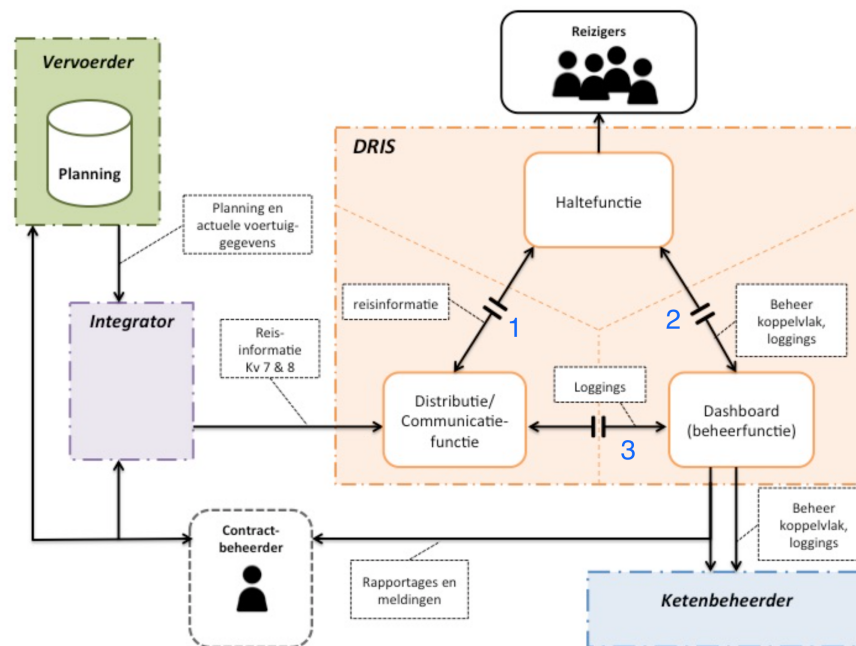 Reizigers
Vervoerder
Planning
DRIS
Haltefunctie
Planning en
actuele voertuig-
gegevens
reisinformatie
1
2
Beheer
koppelvlak,
loggings
Integrator
Reis-
informatie
Kv 7 & 8
Distributie/
Communicatie-
functie
Loggings
3
Dashboard
(beheerfunctie)
Contract-
beheerder
Rapportages en
meldingen
Beheer
koppelvlak,
loggings
Ketenbeheerder